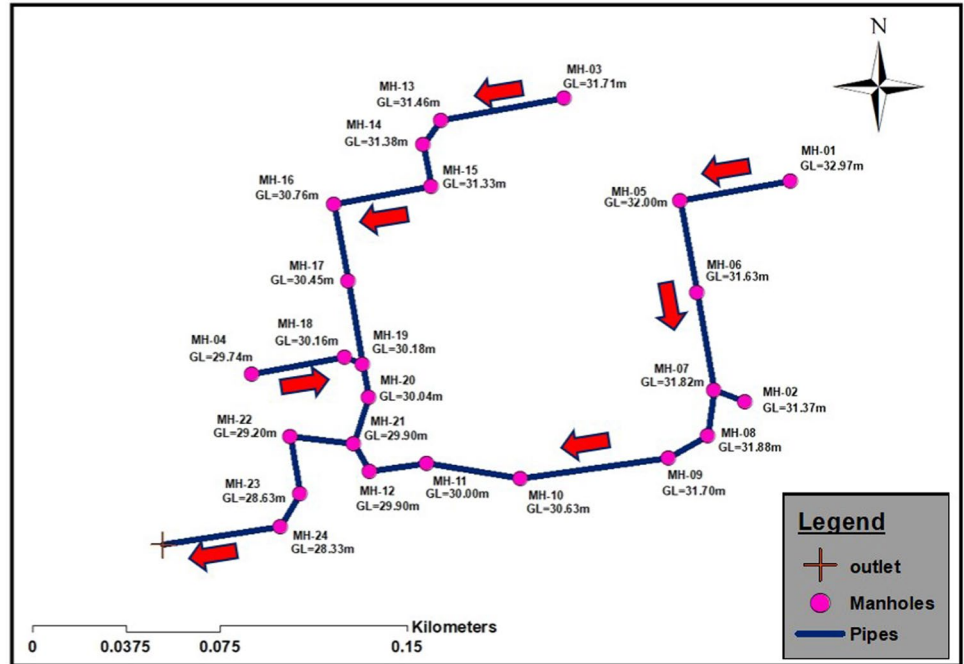 N
MH-03
GL=31.71m
MH-13
GL=31.46m
MH-14
GL=31.38m
MH-01
GL=32.97m
MH-15
GL=31.33m
MH-16
GL=30.76m
MH-05
GL=32.00m
MH-17
GL=30.45m
MH-06
GL=31.63m
MH-18
GL=30.16m
MH-19
GL=30.18m
MH-04
GL=29.74m
MH-07
GL=31.82m
MH-20
GL=30.04m
MH-02
GL=31.37m
MH-22
GL=29.20m
MH-21
GL=29.90m
MH-08
GL=31.88m
MH-12
GL=29.90m
MH-11
GL=30.00m
MH-09
GL=31.70m
MH-23
GL=28.63m
MH-10
GL=30.63m
MH-24
GL=28.33m
Legend
outlet
Manholes
Pipes
Kilometers
0 0.0375 0.075 0.15